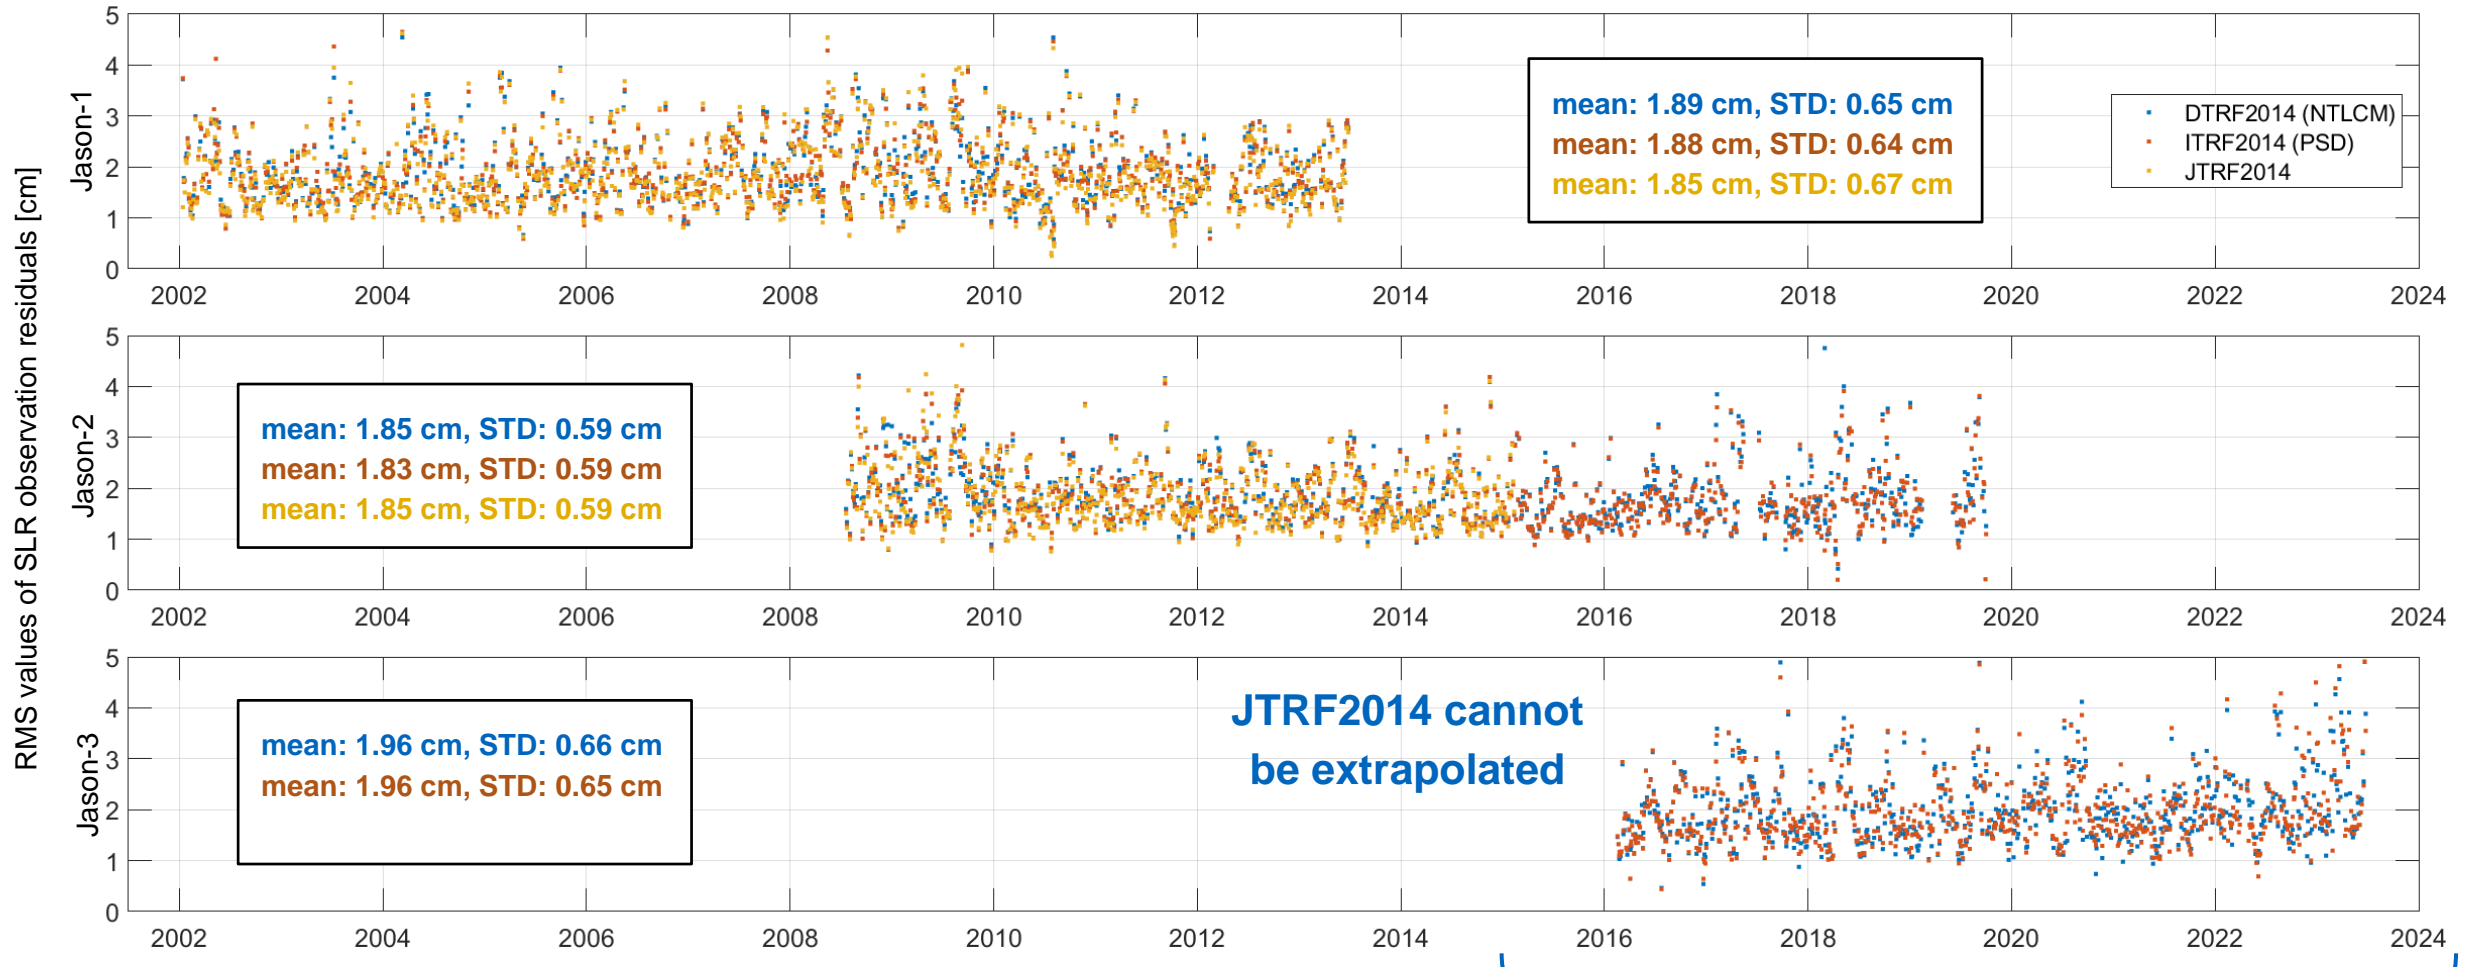 RMS values of SLR observation residuals [cm]
Jason-1
5
4
3
2
1
0
mean: 1.89 cm, STD: 0.65 cm
mean: 1.88 cm, STD: 0.64 cm
mean: 1.85 cm, STD: 0.67 cm
DTRF2014 (NTLCM)
ITRF2014 (PSD)
JTRF2014
2002 2004 2006 2008 2010 2012 2014 2016 2018 2020 2022 2024
Jason-2
5
4
3
2
1
0
mean: 1.85 cm, STD: 0.59 cm
mean: 1.83 cm, STD: 0.59 cm
mean: 1.85 cm, STD: 0.59 cm
2002 2004 2006 2008 2010 2012 2014 2016 2018 2020 2022 2024
Jason-3
5
4
3
2
1
0
mean: 1.96 cm, STD: 0.66 cm
mean: 1.96 cm, STD: 0.65 cm
JTRF2014 cannot
be extrapolated
2002 2004 2006 2008 2010 2012 2014 2016 2018 2020 2022 2024